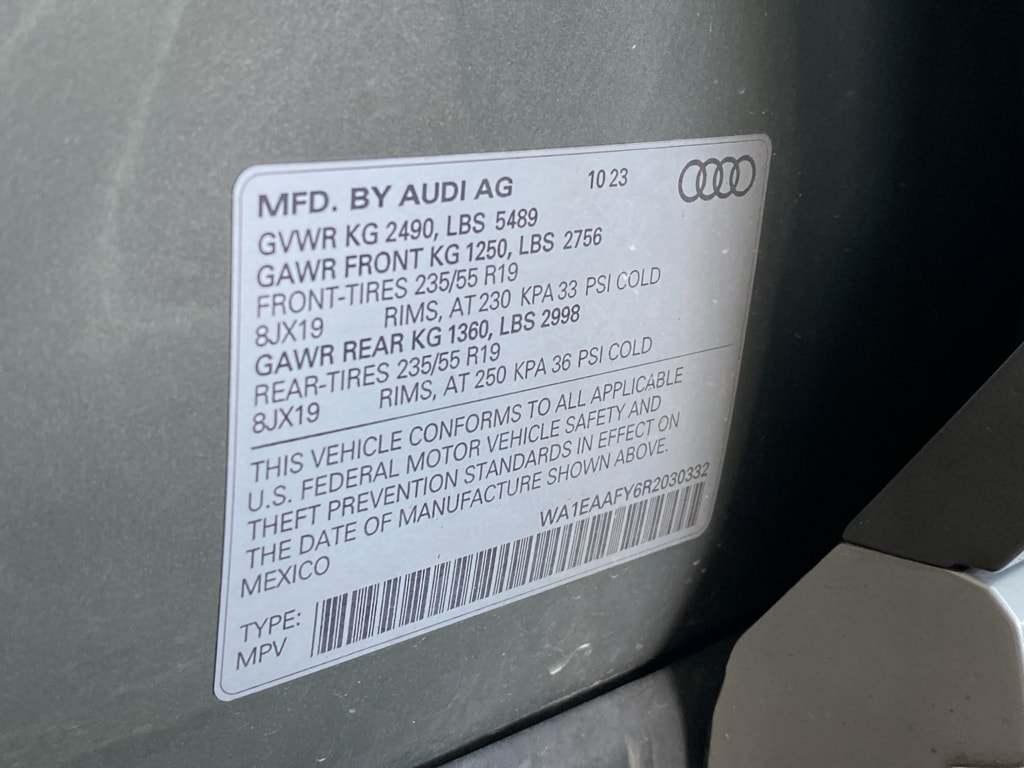 MFD. BY AUDI AG 10 23
GVWR KG 2490, LBS 5489
GAWR FRONT KG 1250, LBS 2756
FRONT-TIRES 235/55 R19
8JX19 RIMS, AT 230 KPA 33 PSI COLD
GAWR REAR KG 1360, LBS 2998
REAR-TIRES 235/55 R19
8JX19 RIMS, AT 250 KPA 36 PSI COLD
THIS VEHICLE CONFORMS TO ALL APPLICABLE
U.S. FEDERAL MOTOR VEHICLE SAFETY AND
THEFT PREVENTION STANDARDS IN EFFECT ON
THE DATE OF MANUFACTURE SHOWN ABOVE.
MEXICO WA1EAAFY6R2030332
TYPE:
MPV